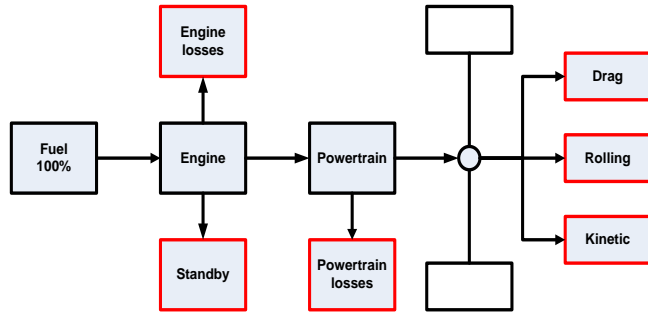 Engine
losses
Drag
Fuel
100%
Engine
Powertrain
Rolling
Standby
Powertrain
losses
Kinetic